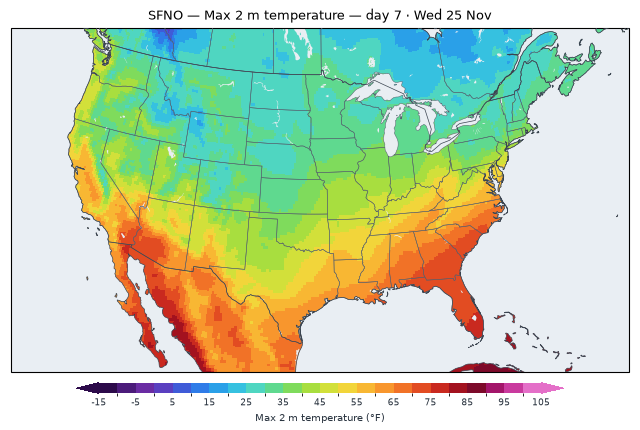 SFNO — Max 2 m temperature — day 7 · Wed 25 Nov
-15 -5 5 15 25 35 45 55 65 75 85 95 105
Max 2 m temperature (°F)